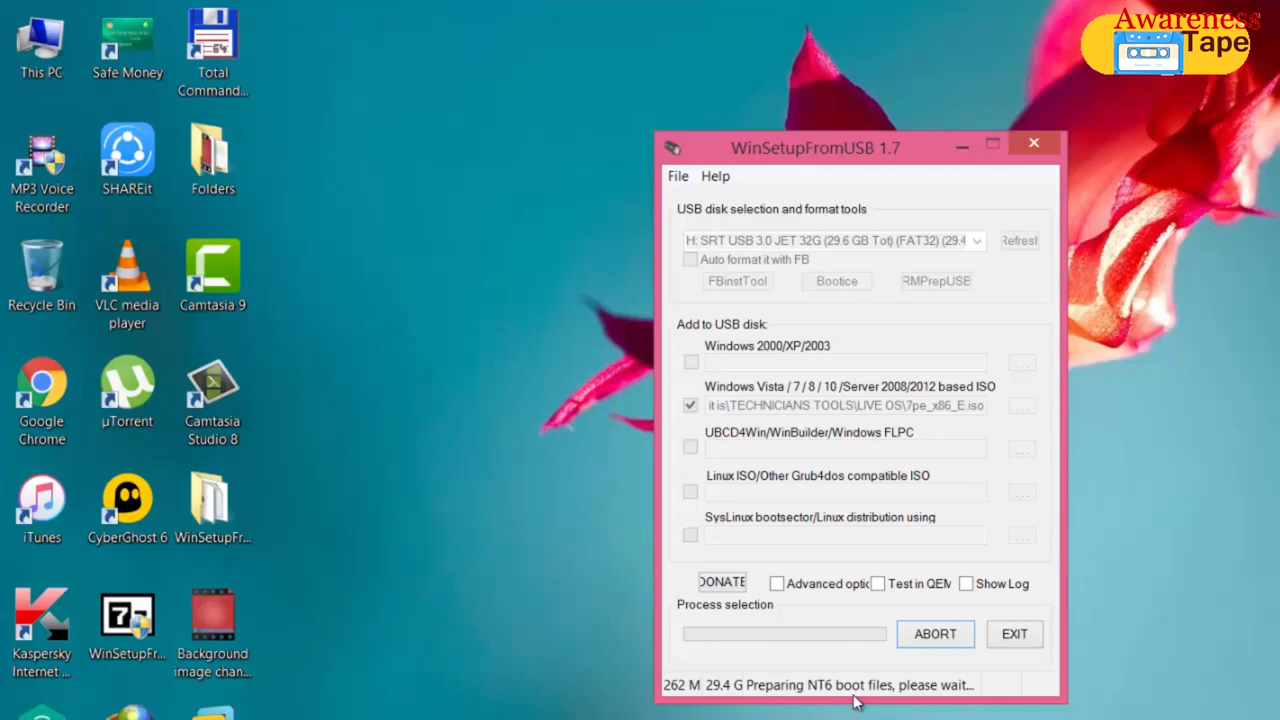 Awareness
Tape
This PC
Safe Money
Total
Command...
MP3 Voice
Recorder
SHAREit
Folders
Recycle Bin
VLC media
player
Camtasia 9
Google
Chrome
µTorrent
Camtasia
Studio 8
iTunes
CyberGhost 6
WinSetupFr...
Kaspersky
Internet ...
WinSetupFr...
Background
image chan...
WinSetupFromUSB 1.7
File Help
USB disk selection and format tools
H: SRT USB 3.0 JET 32G (29.6 GB Tot) (FAT32) (29.4
Refresh
Auto format it with FB
FBinstTool
Bootice
RMPrepUSB
Add to USB disk:
Windows 2000/XP/2003
...
Windows Vista / 7 / 8 / 10 /Server 2008/2012 based ISO
it is\TECHNICIANS TOOLS\LIVE OS\7pe_x86_E.iso
...
UBCD4Win/WinBuilder/Windows FLPC
...
Linux ISO/Other Grub4dos compatible ISO
...
SysLinux bootsector/Linux distribution using
...
DONATE
Advanced optic
Test in QEM
Show Log
Process selection
ABORT
EXIT
262 M
29.4 G
Preparing NT6 boot files, please wait...